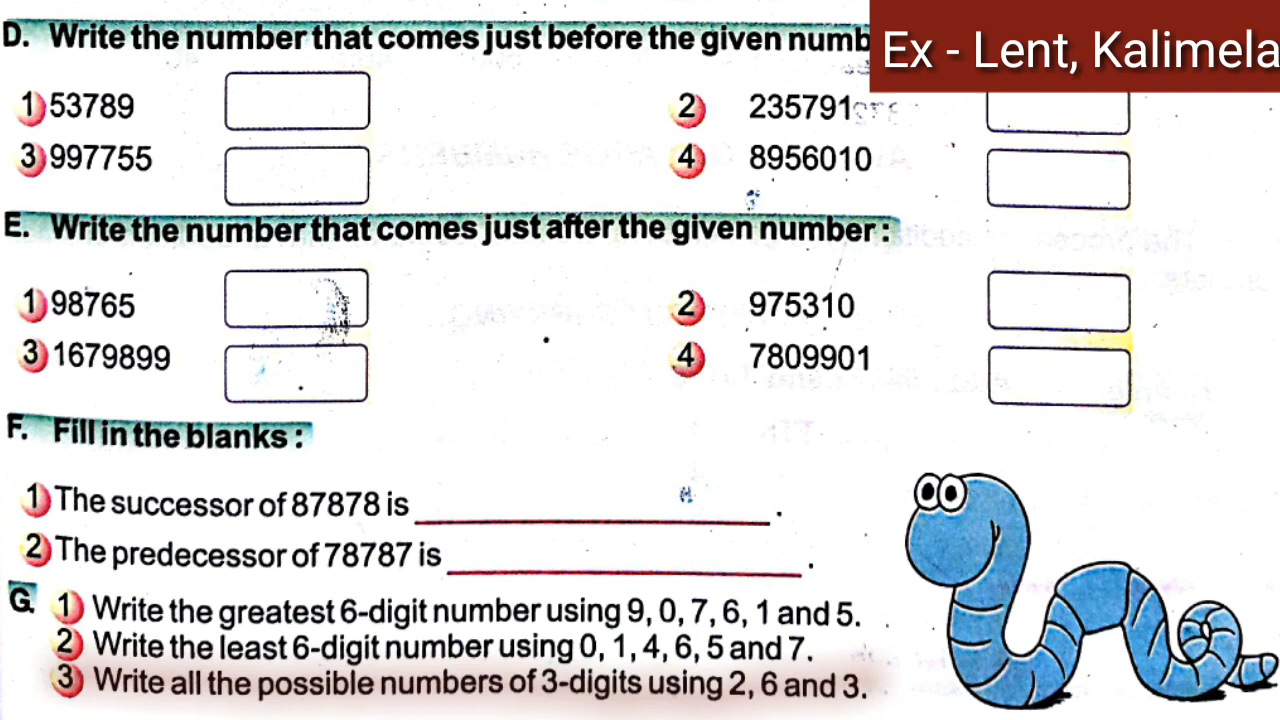 D. Write the number that comes just before the given numb
Ex - Lent, Kalimela
1 53789
2 235791
3 997755
4 8956010
E. Write the number that comes just after the given number :
1 98765
2 975310
3 1679899
4 7809901
F. Fill in the blanks :
1 The successor of 87878 is ____________ .
2 The predecessor of 78787 is ____________ .
G. 1 Write the greatest 6-digit number using 9, 0, 7, 6, 1 and 5.
2 Write the least 6-digit number using 0, 1, 4, 6, 5 and 7.
3 Write all the possible numbers of 3-digits using 2, 6 and 3.